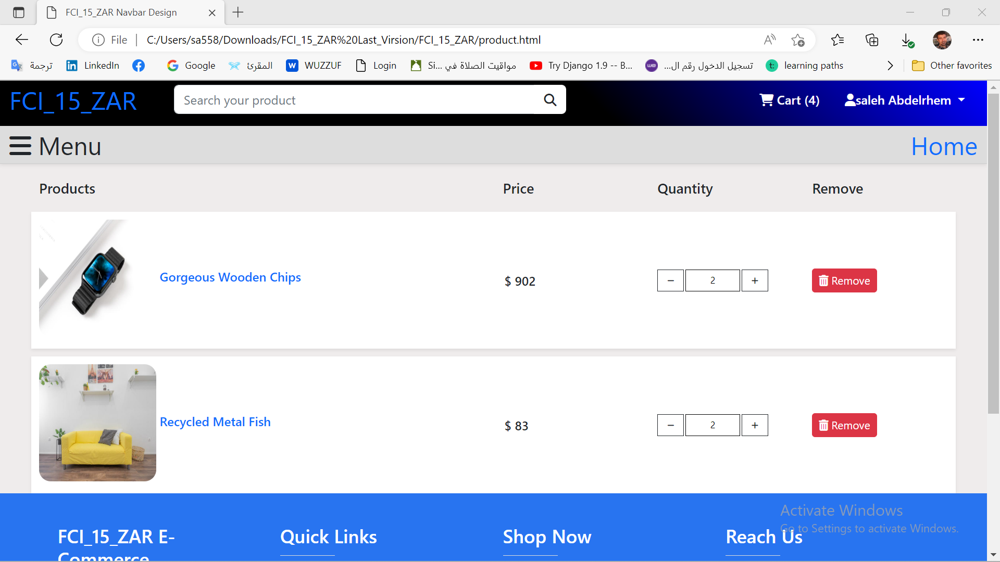 FCI_15_ZAR Navbar Design
File
C:/Users/sa558/Downloads/FCI_15_ZAR%20Last_Virsion/FCI_15_ZAR/product.html
ترجمة
LinkedIn
Google
المقرئ
WUZZUF
Login
مواقيت الصلاة في Si...
Try Django 1.9 -- B...
تسجيل الدخول رقم ال...
learning paths
Other favorites
FCI_15_ZAR
Search your product
Cart (4)
saleh Abdelrhem
Menu
Home
Products Price Quantity Remove
Gorgeous Wooden Chips
$ 902
− 2 +
Remove
Recycled Metal Fish
$ 83
− 2 +
Remove
Activate Windows
Go to Settings to activate Windows.
FCI_15_ZAR E-
Commerce
Quick Links
Shop Now
Reach Us